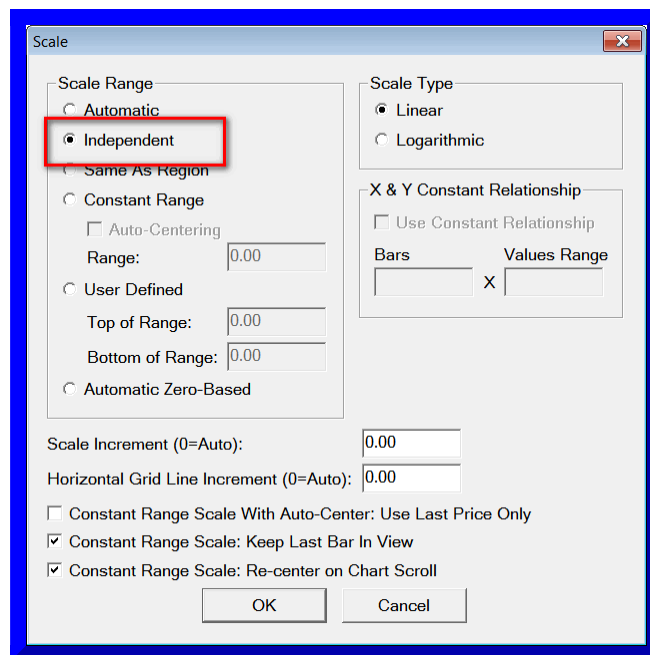 Scale
Scale Range
Automatic
Independent
Same As Region
Constant Range
Auto-Centering
Range: 0.00
User Defined
Top of Range: 0.00
Bottom of Range: 0.00
Automatic Zero-Based
Scale Type
Linear
Logarithmic
X & Y Constant Relationship
Use Constant Relationship
Bars Values Range
X
Scale Increment (0=Auto): 0.00
Horizontal Grid Line Increment (0=Auto): 0.00
Constant Range Scale With Auto-Center: Use Last Price Only
Constant Range Scale: Keep Last Bar In View
Constant Range Scale: Re-center on Chart Scroll
OK Cancel